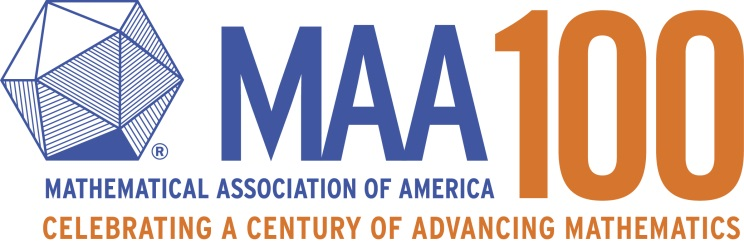 MAA100
®
MATHEMATICAL ASSOCIATION OF AMERICA
CELEBRATING A CENTURY OF ADVANCING MATHEMATICS